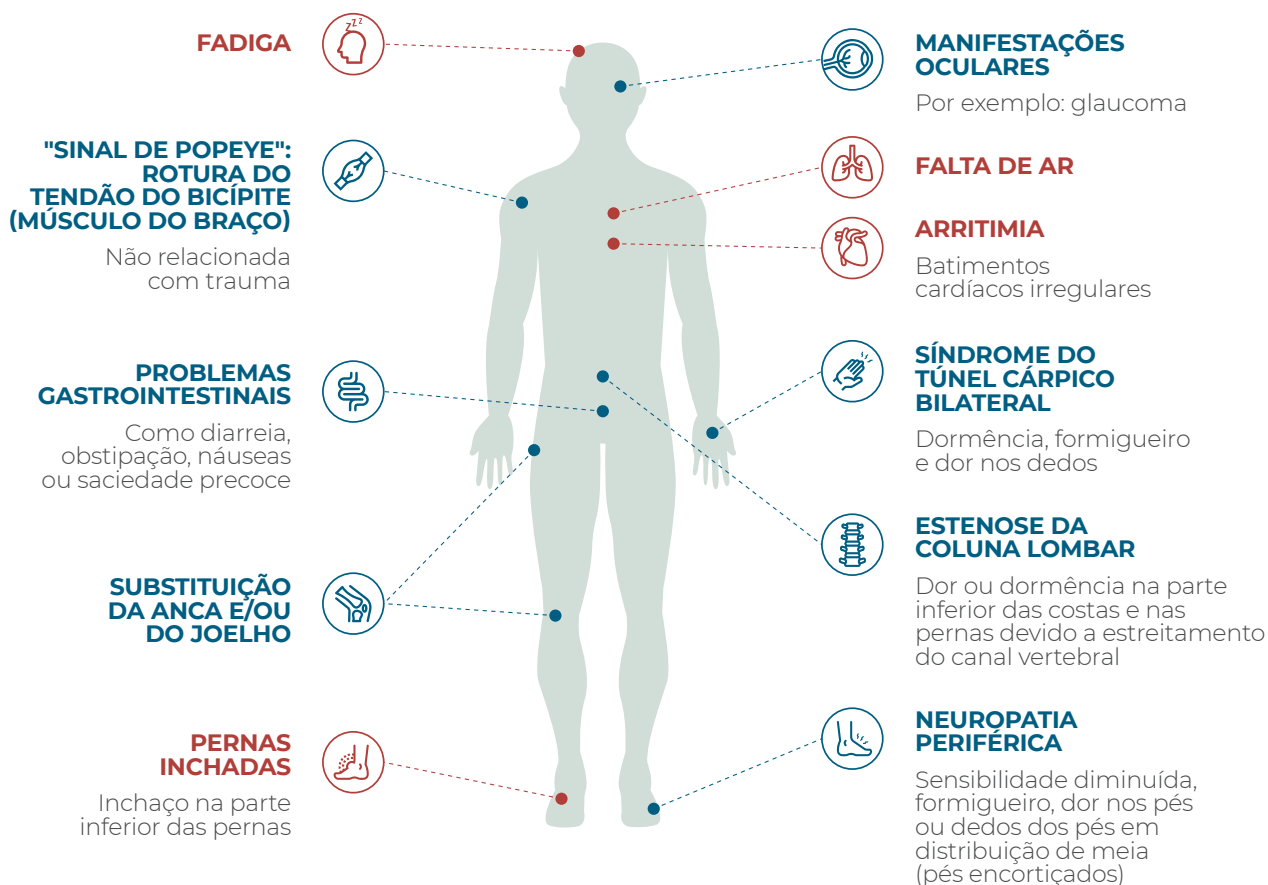 FADIGA
"SINAL DE POPEYE":
ROTURA DO
TENDÃO DO BICÍPITE
(MÚSCULO DO BRAÇO)
Não relacionada
com trauma
PROBLEMAS
GASTROINTESTINAIS
Como diarreia,
obstipação, náuseas
ou saciedade precoce
SUBSTITUIÇÃO
DA ANCA E/OU
DO JOELHO
PERNAS
INCHADAS
Inchaço na parte
inferior das pernas
MANIFESTAÇÕES
OCULARES
Por exemplo: glaucoma
FALTA DE AR
ARRITIMIA
Batimentos
cardíacos irregulares
SÍNDROME DO
TÚNEL CÁRPICO
BILATERAL
Dormência, formigueiro
e dor nos dedos
ESTENOSE DA
COLUNA LOMBAR
Dor ou dormência na parte
inferior das costas e nas
pernas devido a estreitamento
do canal vertebral
NEUROPATIA
PERIFÉRICA
Sensibilidade diminuída,
formigueiro, dor nos pés
ou dedos dos pés em
distribuição de meia
(pés encortiçados)
zzz